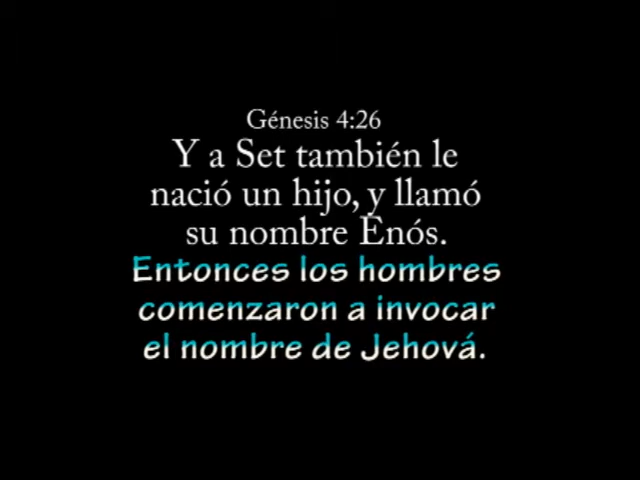 Génesis 4:26
Y a Set también le
nació un hijo, y llamó
su nombre Enós.
Entonces los hombres
comenzaron a invocar
el nombre de Jehová.